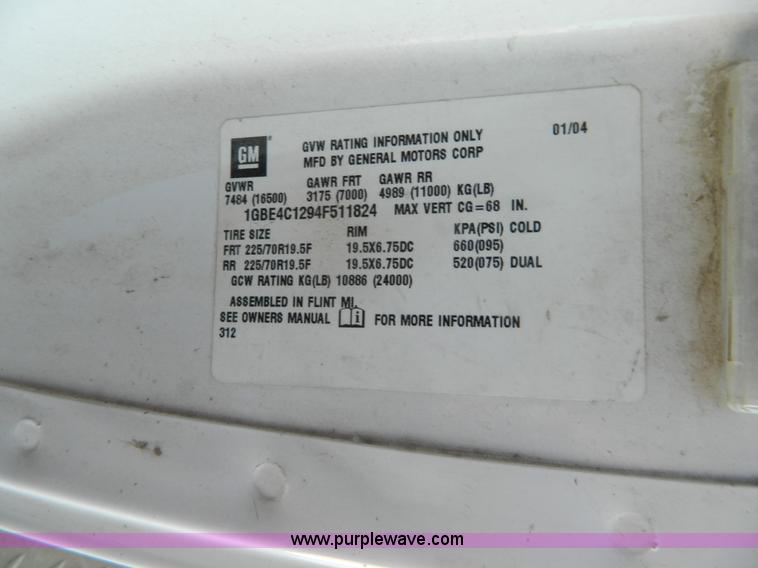 GM ®
GVW RATING INFORMATION ONLY 01/04
MFD BY GENERAL MOTORS CORP
GVWR GAWR FRT GAWR RR
7484 (16500) 3175 (7000) 4989 (11000) KG(LB)
1GBE4C1294F511824 MAX VERT CG=68 IN.
TIRE SIZE RIM KPA(PSI) COLD
FRT 225/70R19.5F 19.5X6.75DC 660(095)
RR 225/70R19.5F 19.5X6.75DC 520(075) DUAL
GCW RATING KG(LB) 10886 (24000)
ASSEMBLED IN FLINT MI.
SEE OWNERS MANUAL i FOR MORE INFORMATION
312
www.purplewave.com